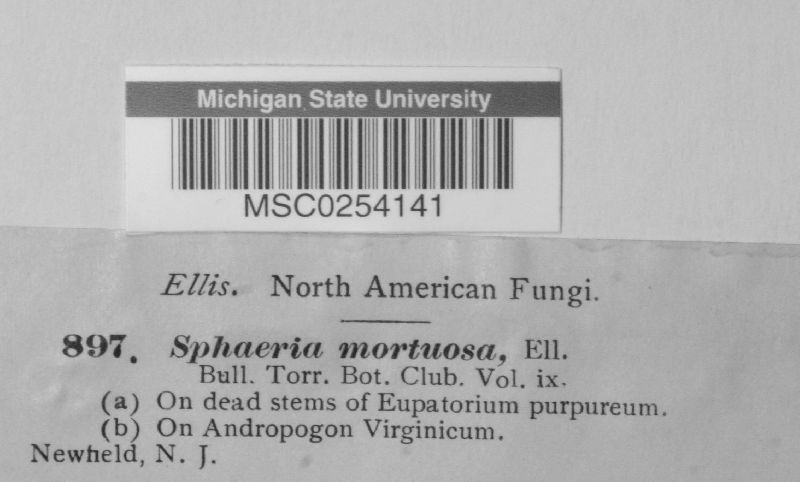 Michigan State University
MSC0254141
Ellis. North American Fungi.
897. Sphaeria mortuosa, Ell.
Bull. Torr. Bot. Club. Vol. ix.
(a) On dead stems of Eupatorium purpureum.
(b) On Andropogon Virginicum.
Newfield, N. J.